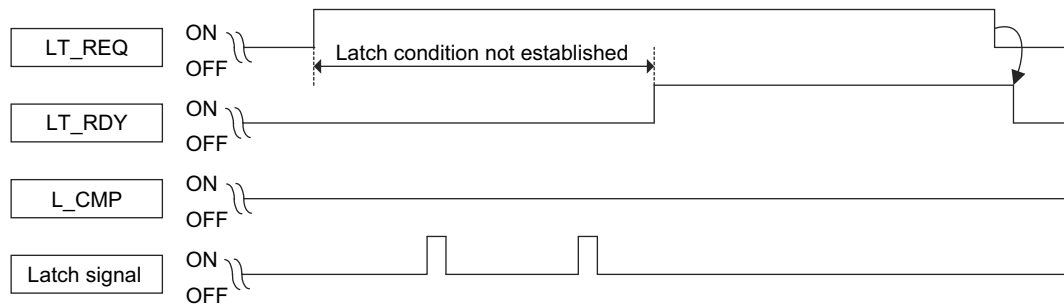 LT_REQ
ON
OFF
Latch condition not established
LT_RDY
ON
OFF
L_CMP
ON
OFF
Latch signal
ON
OFF